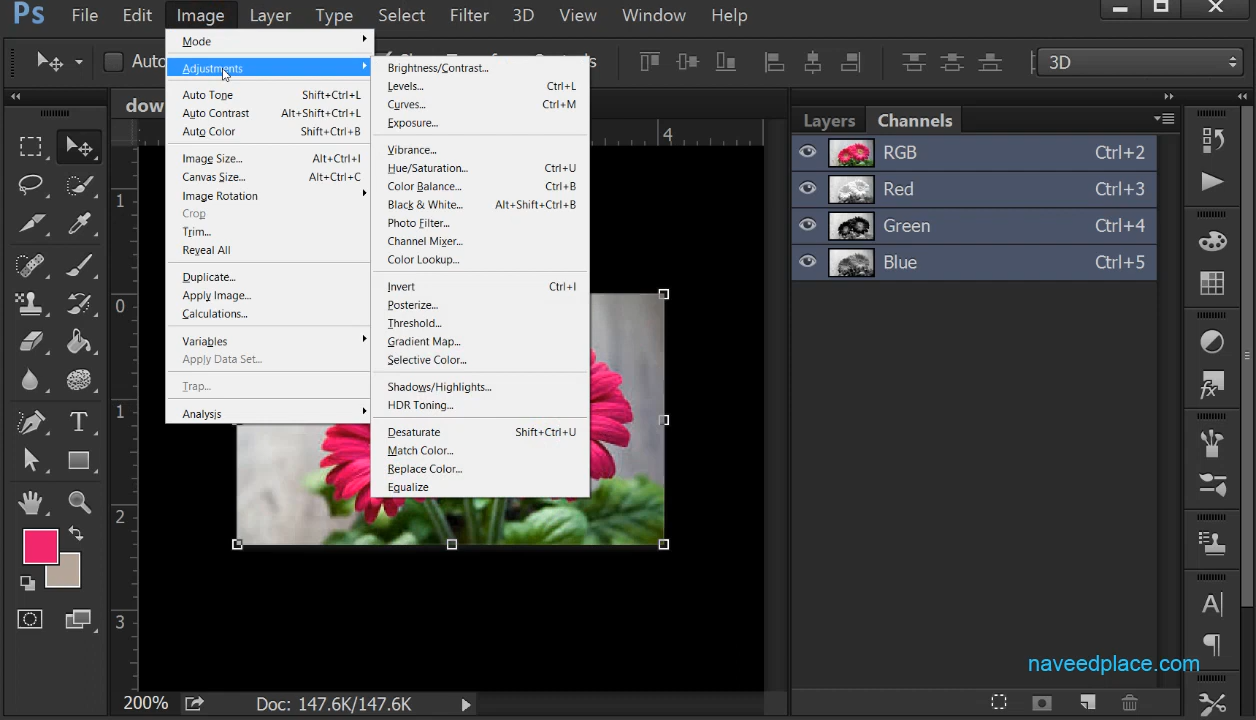 Ps File Edit Image Layer Type Select Filter 3D View Window Help
Mode
Auto
3D
Adjustments
Auto Tone Shift+Ctrl+L
Auto Contrast Alt+Shift+Ctrl+L
Auto Color Shift+Ctrl+B
Image Size... Alt+Ctrl+I
Canvas Size... Alt+Ctrl+C
Image Rotation
Crop
Trim...
Reveal All
Duplicate...
Apply Image...
Calculations...
Variables
Apply Data Set...
Trap...
Analysis
Brightness/Contrast...
Levels... Ctrl+L
Curves... Ctrl+M
Exposure...
Vibrance...
Hue/Saturation... Ctrl+U
Color Balance... Ctrl+B
Black & White... Alt+Shift+Ctrl+B
Photo Filter...
Channel Mixer...
Color Lookup...
Invert Ctrl+I
Posterize...
Threshold...
Gradient Map...
Selective Color...
Shadows/Highlights...
HDR Toning...
Desaturate Shift+Ctrl+U
Match Color...
Replace Color...
Equalize
dow
4
1
0
1
2
3
Layers Channels
RGB Ctrl+2
Red Ctrl+3
Green Ctrl+4
Blue Ctrl+5
naveedplace.com
200% Doc: 147.6K/147.6K